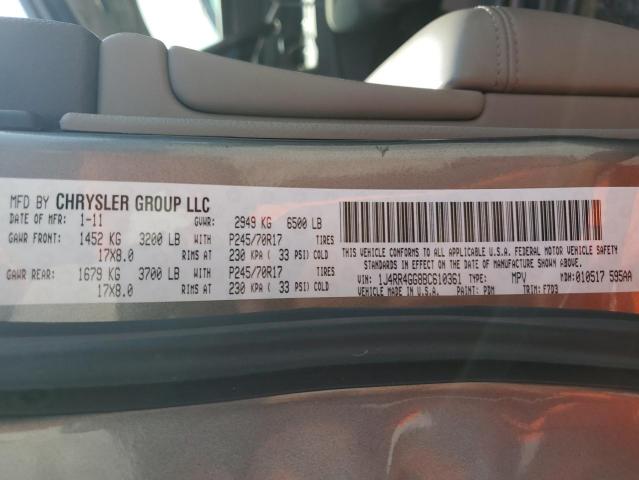 MFD BY CHRYSLER GROUP LLC
DATE OF MFR: 1-11 GVWR: 2949 KG 6500 LB
GAWR FRONT: 1452 KG 3200 LB WITH P245/70R17 TIRES
17X8.0 RIMS AT 230 KPA ( 33 PSI) COLD
GAWR REAR: 1679 KG 3700 LB WITH P245/70R17 TIRES
17X8.0 RIMS AT 230 KPA ( 33 PSI) COLD
THIS VEHICLE CONFORMS TO ALL APPLICABLE U.S.A. FEDERAL MOTOR VEHICLE SAFETY
STANDARDS IN EFFECT ON THE DATE OF MANUFACTURE SHOWN ABOVE.
VIN: 1J4RR4GG8BC610361 TYPE: MPV MDH: 010517 595AA
VEHICLE MADE IN U.S.A. PAINT: PDM TRIM: F7D3